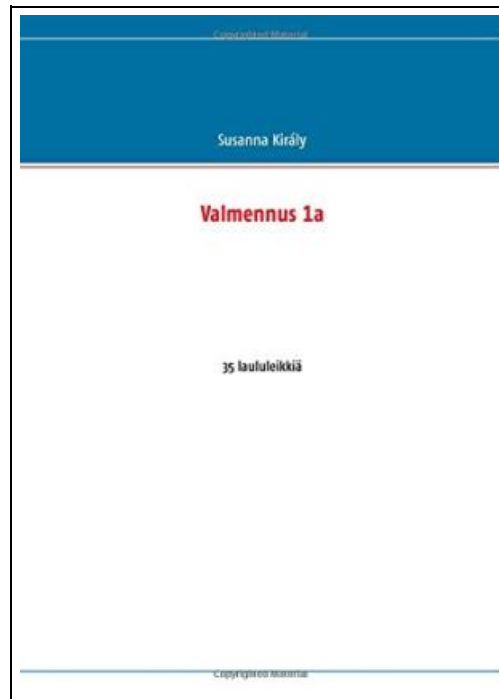 Copyrighted Material
Susanna Király
Valmennus 1a
35 laululeikkiä
Copyrighted Material